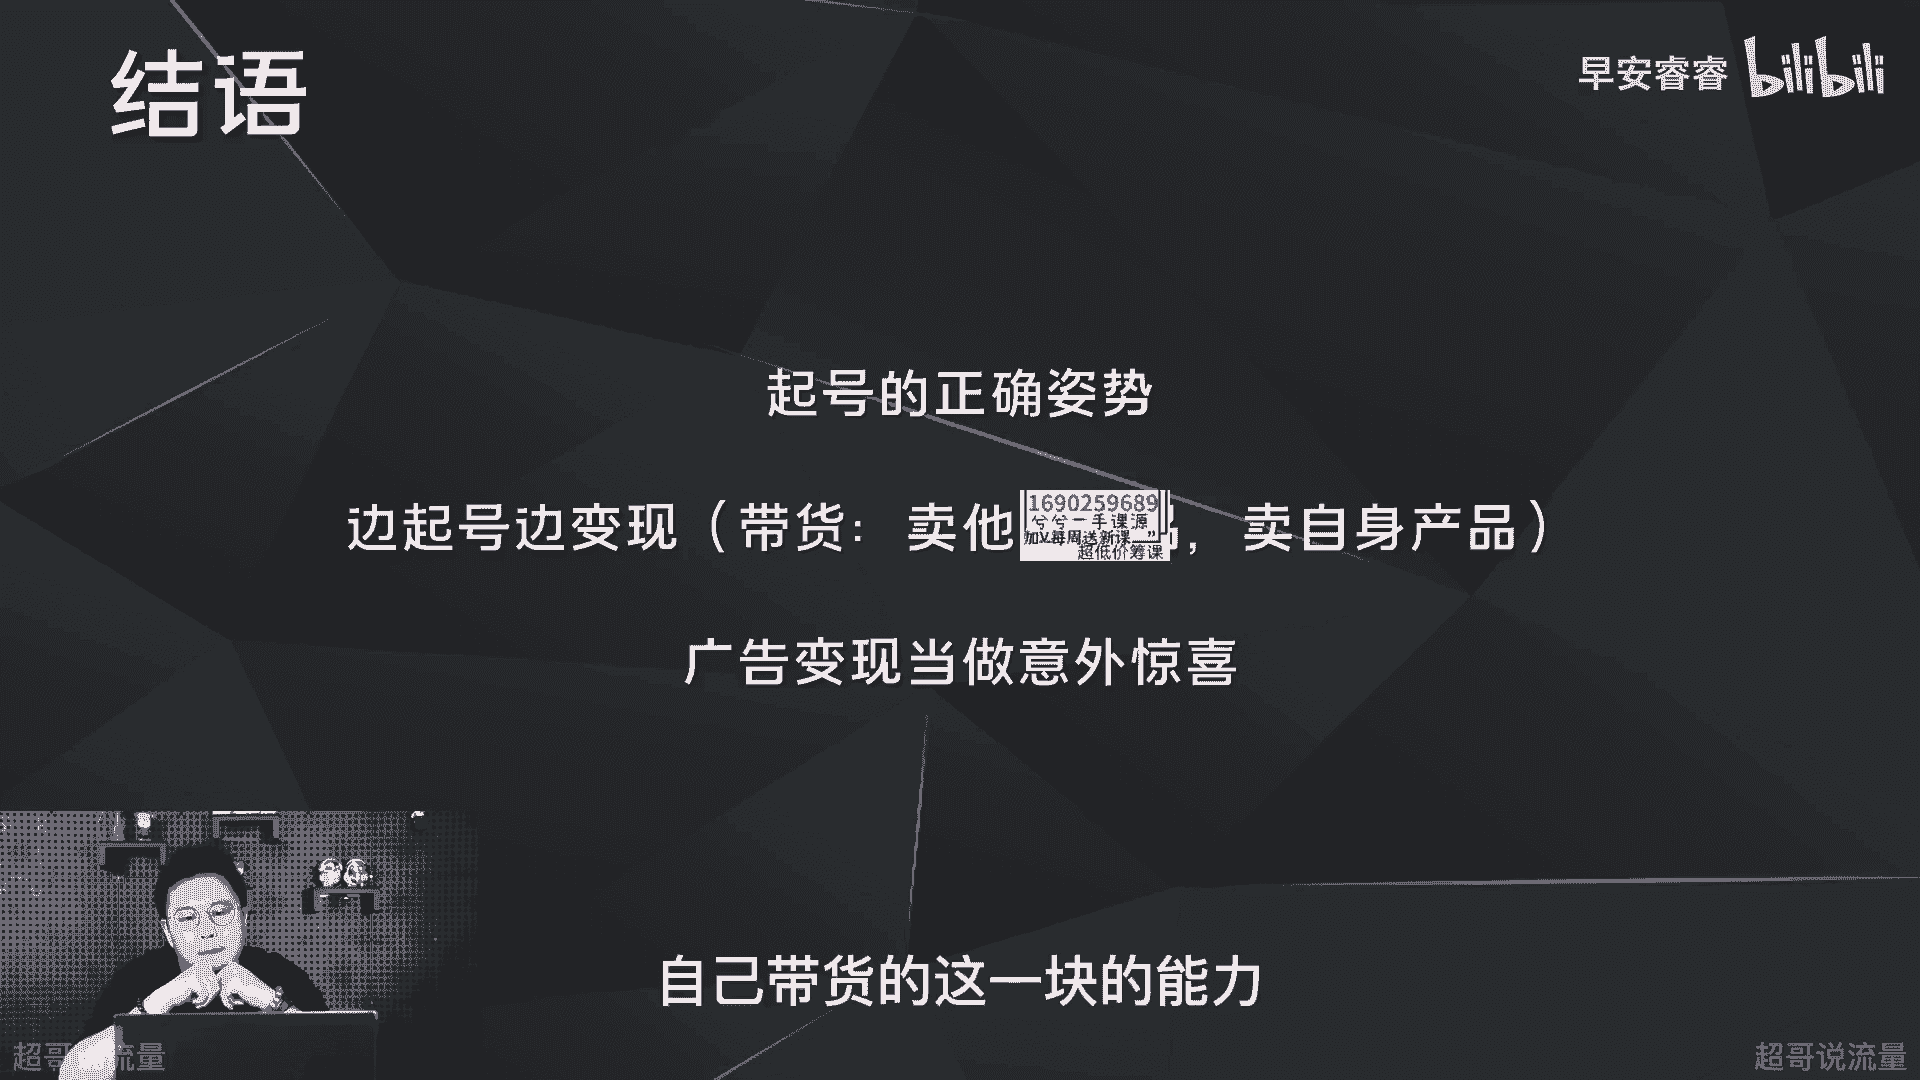 结语
早安睿睿 bilibili
起号的正确姿势
边起号边变现（带货：卖他
1690259689
兮兮一手课源
加V每周送新课
超低价筹课
，卖自身产品）
广告变现当做意外惊喜
自己带货的这一块的能力
超哥 流量
超哥说流量